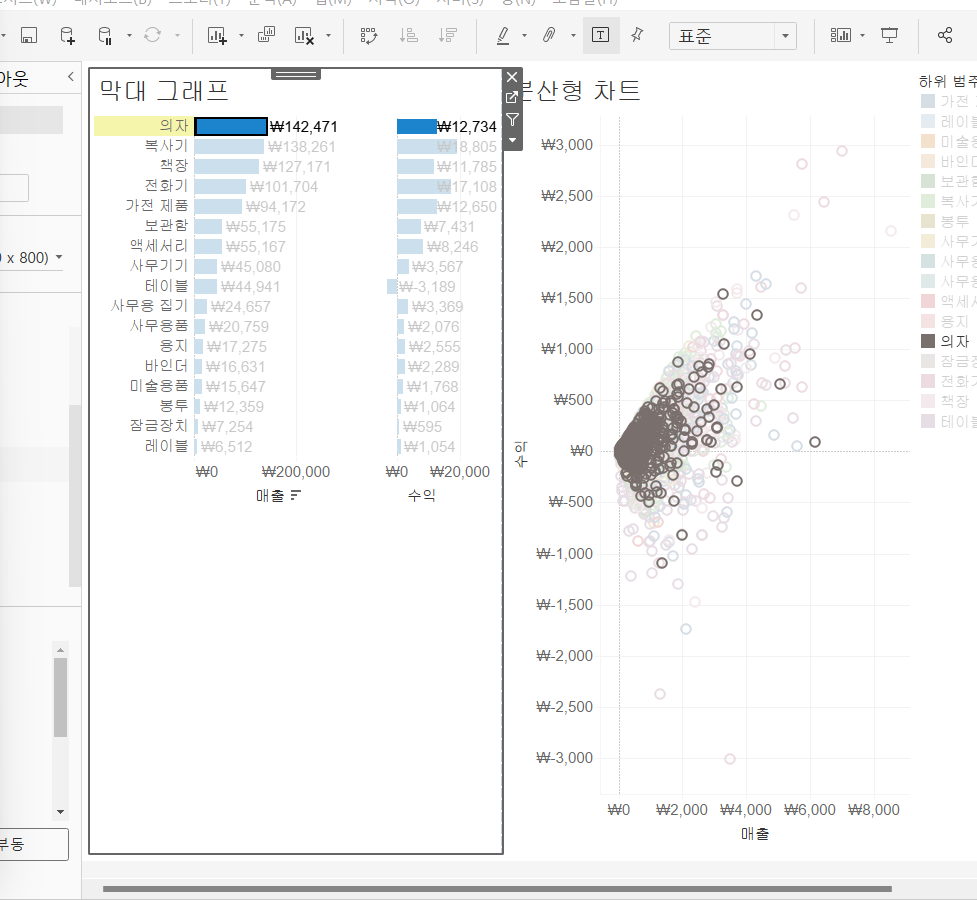 표준
아웃
x 800)
부동
막대 그래프
의자 ₩142,471 ₩12,734
복사기 ₩138,261 ₩18,805
책장 ₩127,171 ₩11,785
전화기 ₩101,704 ₩17,108
가전 제품 ₩94,172 ₩12,650
보관함 ₩55,175 ₩7,431
액세서리 ₩55,167 ₩8,246
사무기기 ₩45,080 ₩3,567
테이블 ₩44,941 ₩-3,189
사무용 집기 ₩24,657 ₩3,369
사무용품 ₩20,759 ₩2,076
용지 ₩17,275 ₩2,555
바인더 ₩16,631 ₩2,289
미술용품 ₩15,647 ₩1,768
봉투 ₩12,359 ₩1,064
잠금장치 ₩7,254 ₩595
레이블 ₩6,512 ₩1,054
₩0 ₩200,000 ₩0 ₩20,000
매출 수익
분산형 차트
₩3,000
₩2,500
₩2,000
₩1,500
₩1,000
₩500
₩0
₩-500
₩-1,000
₩-1,500
₩-2,000
₩-2,500
₩-3,000
수익
₩0 ₩2,000 ₩4,000 ₩6,000 ₩8,000
매출
하위 범주
가전
레이블
미술용
바인더
보관함
복사기
봉투
사무기
사무용
사무용
액세서
용지
의자
잠금장
전화기
책장
테이블